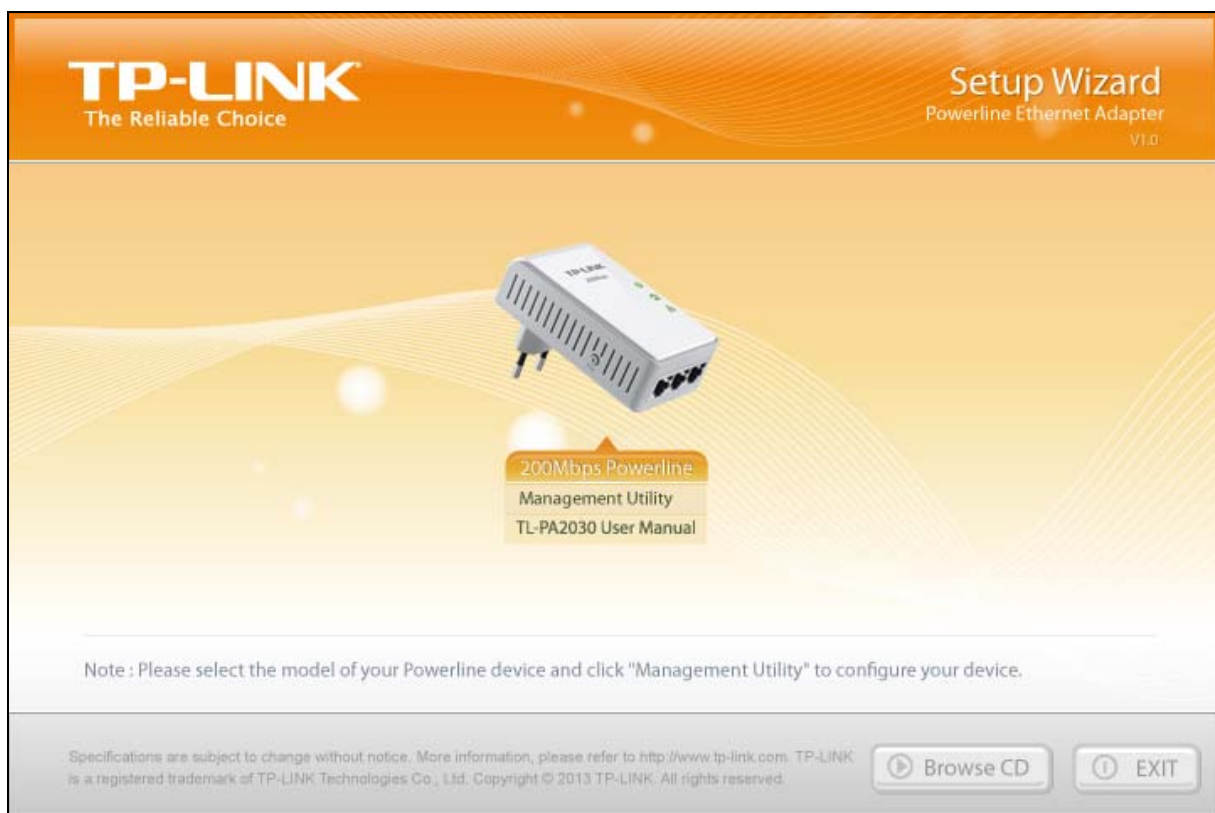 TP-LINK
The Reliable Choice
Setup Wizard
Powerline Ethernet Adapter
V1.0
TP-LINK
200Mbps Powerline
Management Utility
TL-PA2030 User Manual
Note : Please select the model of your Powerline device and click "Management Utility" to configure your device.
Specifications are subject to change without notice. More information, please refer to http://www.tp-link.com. TP-LINK
is a registered trademark of TP-LINK Technologies Co., Ltd. Copyright © 2013 TP-LINK. All rights reserved.
Browse CD
EXIT